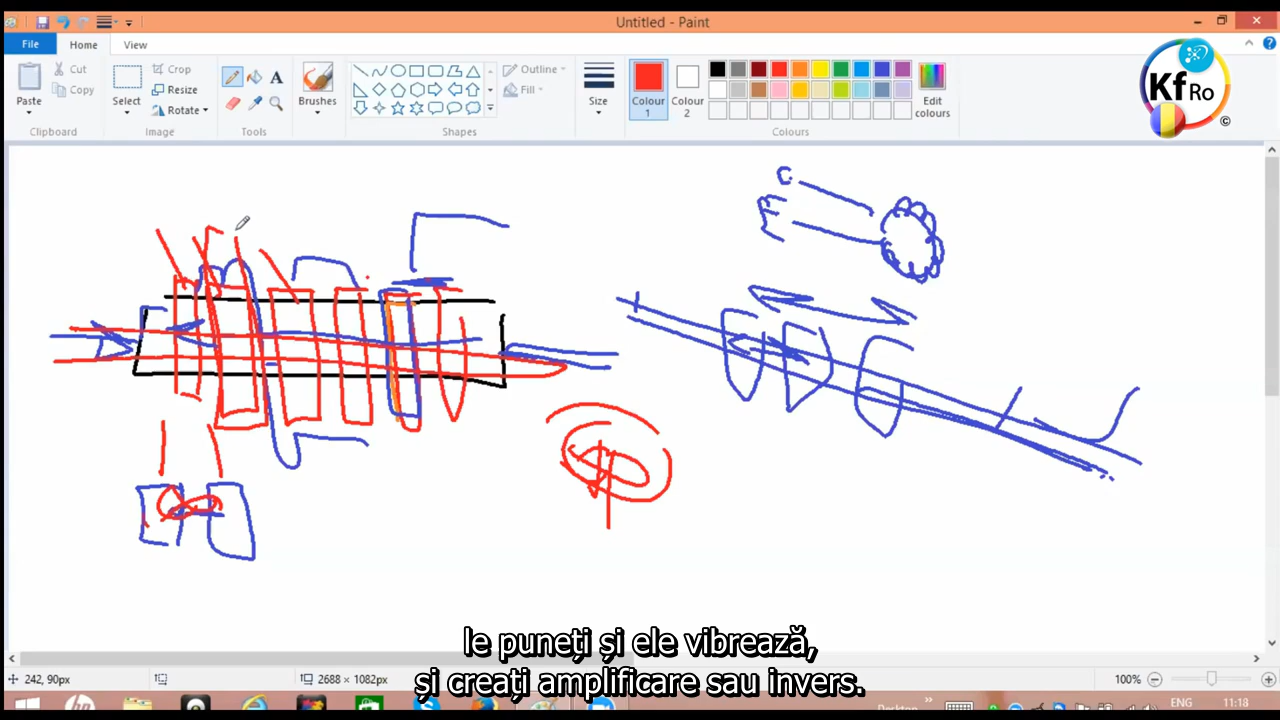 Untitled - Paint
File
Home
View
Paste
Cut
Copy
Clipboard
Select
Crop
Resize
Rotate
Image
Tools
Brushes
Shapes
Outline
Fill
Size
Colour 1
Colour 2
Edit colours
Colours
Kf Ro
©
le puneți și ele vibrează,
și creați amplificare sau invers.
242, 90px
2688 × 1082px
100%
Desktop
ENG
11:18